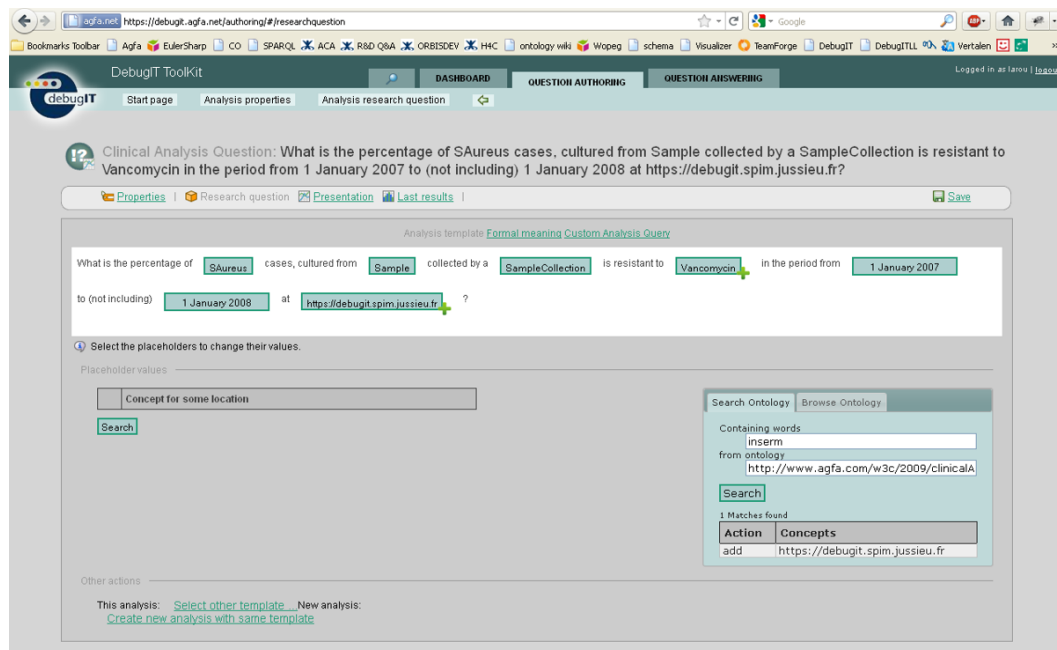 agfa.net https://debugit.agfa.net/authoring/#/researchquestion Google
Bookmarks Toolbar Agfa EulerSharp CO SPARQL ACA R&D Q&A ORBISDEV H4C ontology wiki Wopeg schema Visualizer TeamForge DebugIT DebugITLL Vertalen »
DebugIT ToolKit DASHBOARD QUESTION AUTHORING QUESTION ANSWERING Logged in as larou | logou
debugIT Start page Analysis properties Analysis research question
!? Clinical Analysis Question: What is the percentage of SAureus cases, cultured from Sample collected by a SampleCollection is resistant to
Vancomycin in the period from 1 January 2007 to (not including) 1 January 2008 at https://debugit.spim.jussieu.fr?
Properties | Research question Presentation Last results | Save
Analysis template Formal meaning Custom Analysis Query
What is the percentage of SAureus cases, cultured from Sample collected by a SampleCollection is resistant to Vancomycin in the period from 1 January 2007
to (not including) 1 January 2008 at https://debugit.spim.jussieu.fr ?
Select the placeholders to change their values.
Placeholder values
Concept for some location
Search
Search Ontology Browse Ontology
Containing words
inserm
from ontology
http://www.agfa.com/w3c/2009/clinicalA
Search
1 Matches found
Action Concepts
add https://debugit.spim.jussieu.fr
Other actions
This analysis: Select other template ... New analysis:
Create new analysis with same template